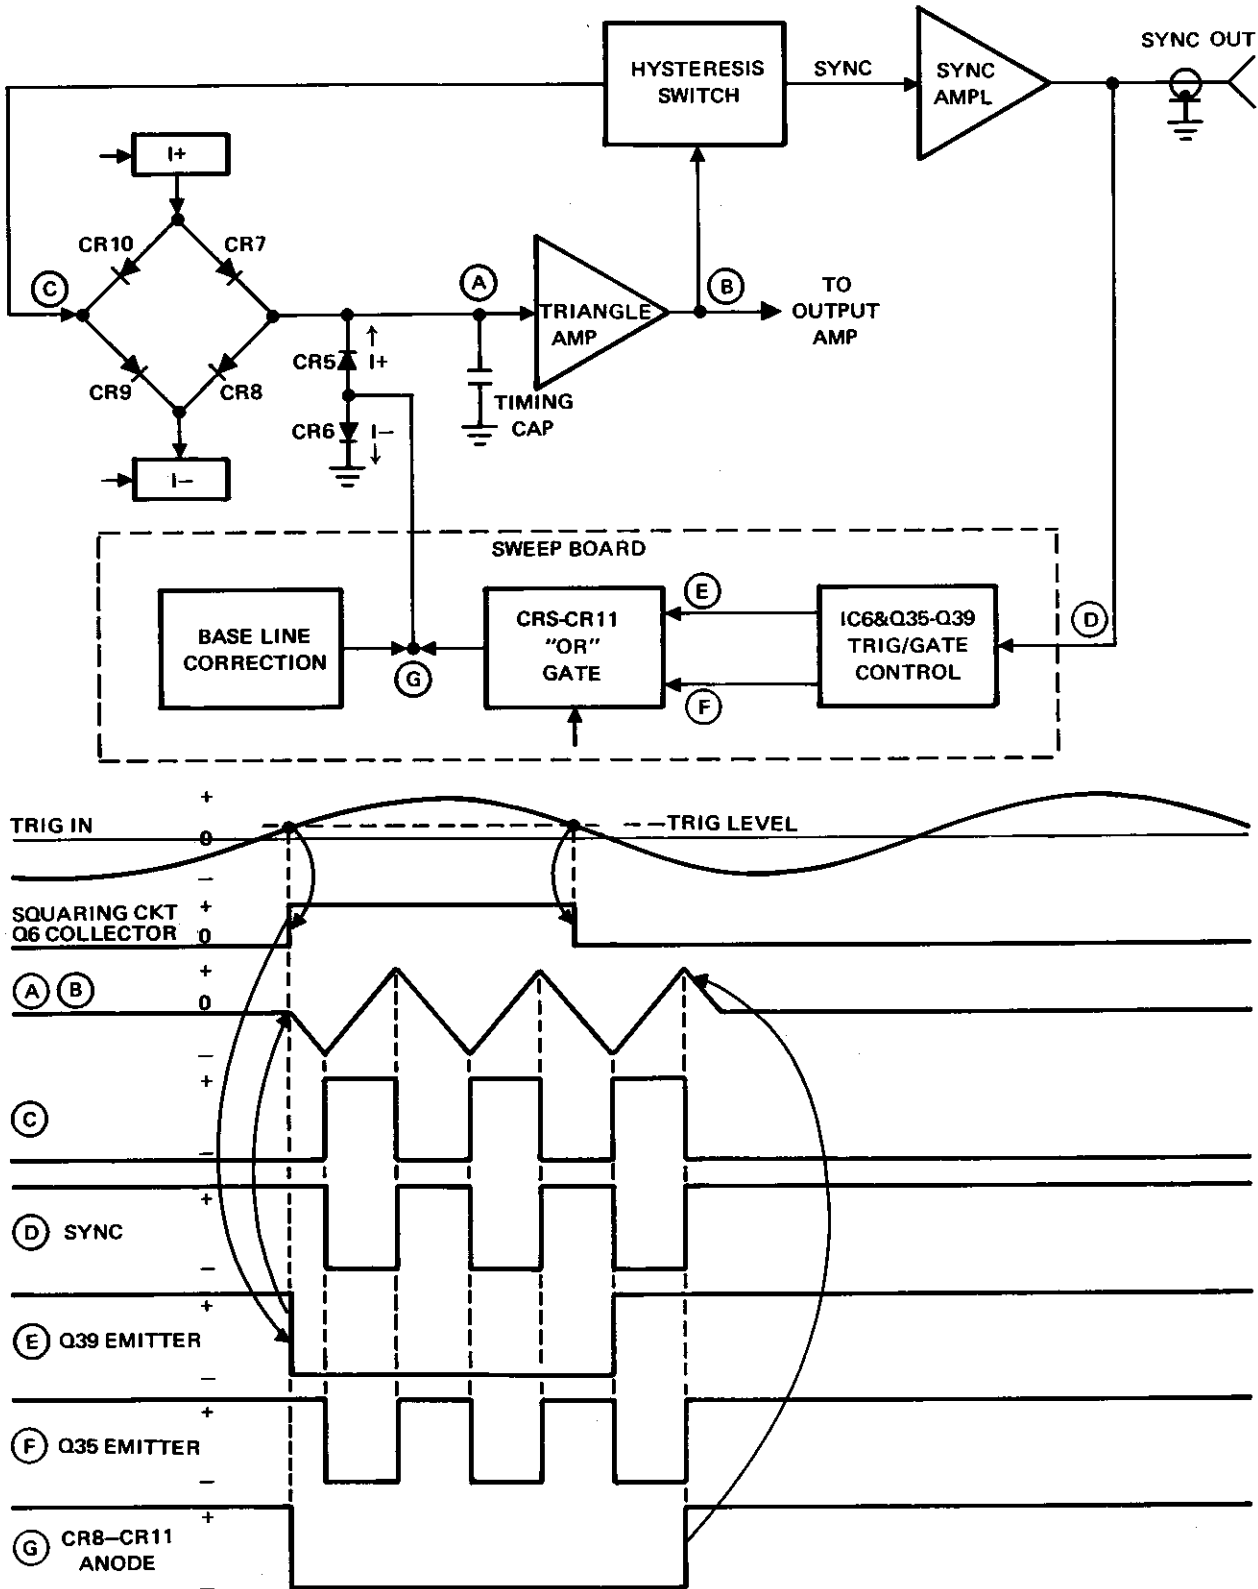 SYNC OUT
HYSTERESIS
SWITCH
SYNC
SYNC
AMPL
I+
CR10
CR7
C
A
B
TO
OUTPUT
AMP
TRIANGLE
AMP
CR5
I+
CR9
CR8
TIMING
CAP
CR6
I–
I–
SWEEP BOARD
BASE LINE
CORRECTION
G
CRS-CR11
"OR"
GATE
E
F
IC6&Q35-Q39
TRIG/GATE
CONTROL
D
+
TRIG IN
0
TRIG LEVEL
–
SQUARING CKT
Q6 COLLECTOR
+
0
A B
+
0
–
+
C
–
+
D SYNC
–
+
E Q39 EMITTER
–
+
F Q35 EMITTER
–
+
G CR8–CR11
ANODE
–